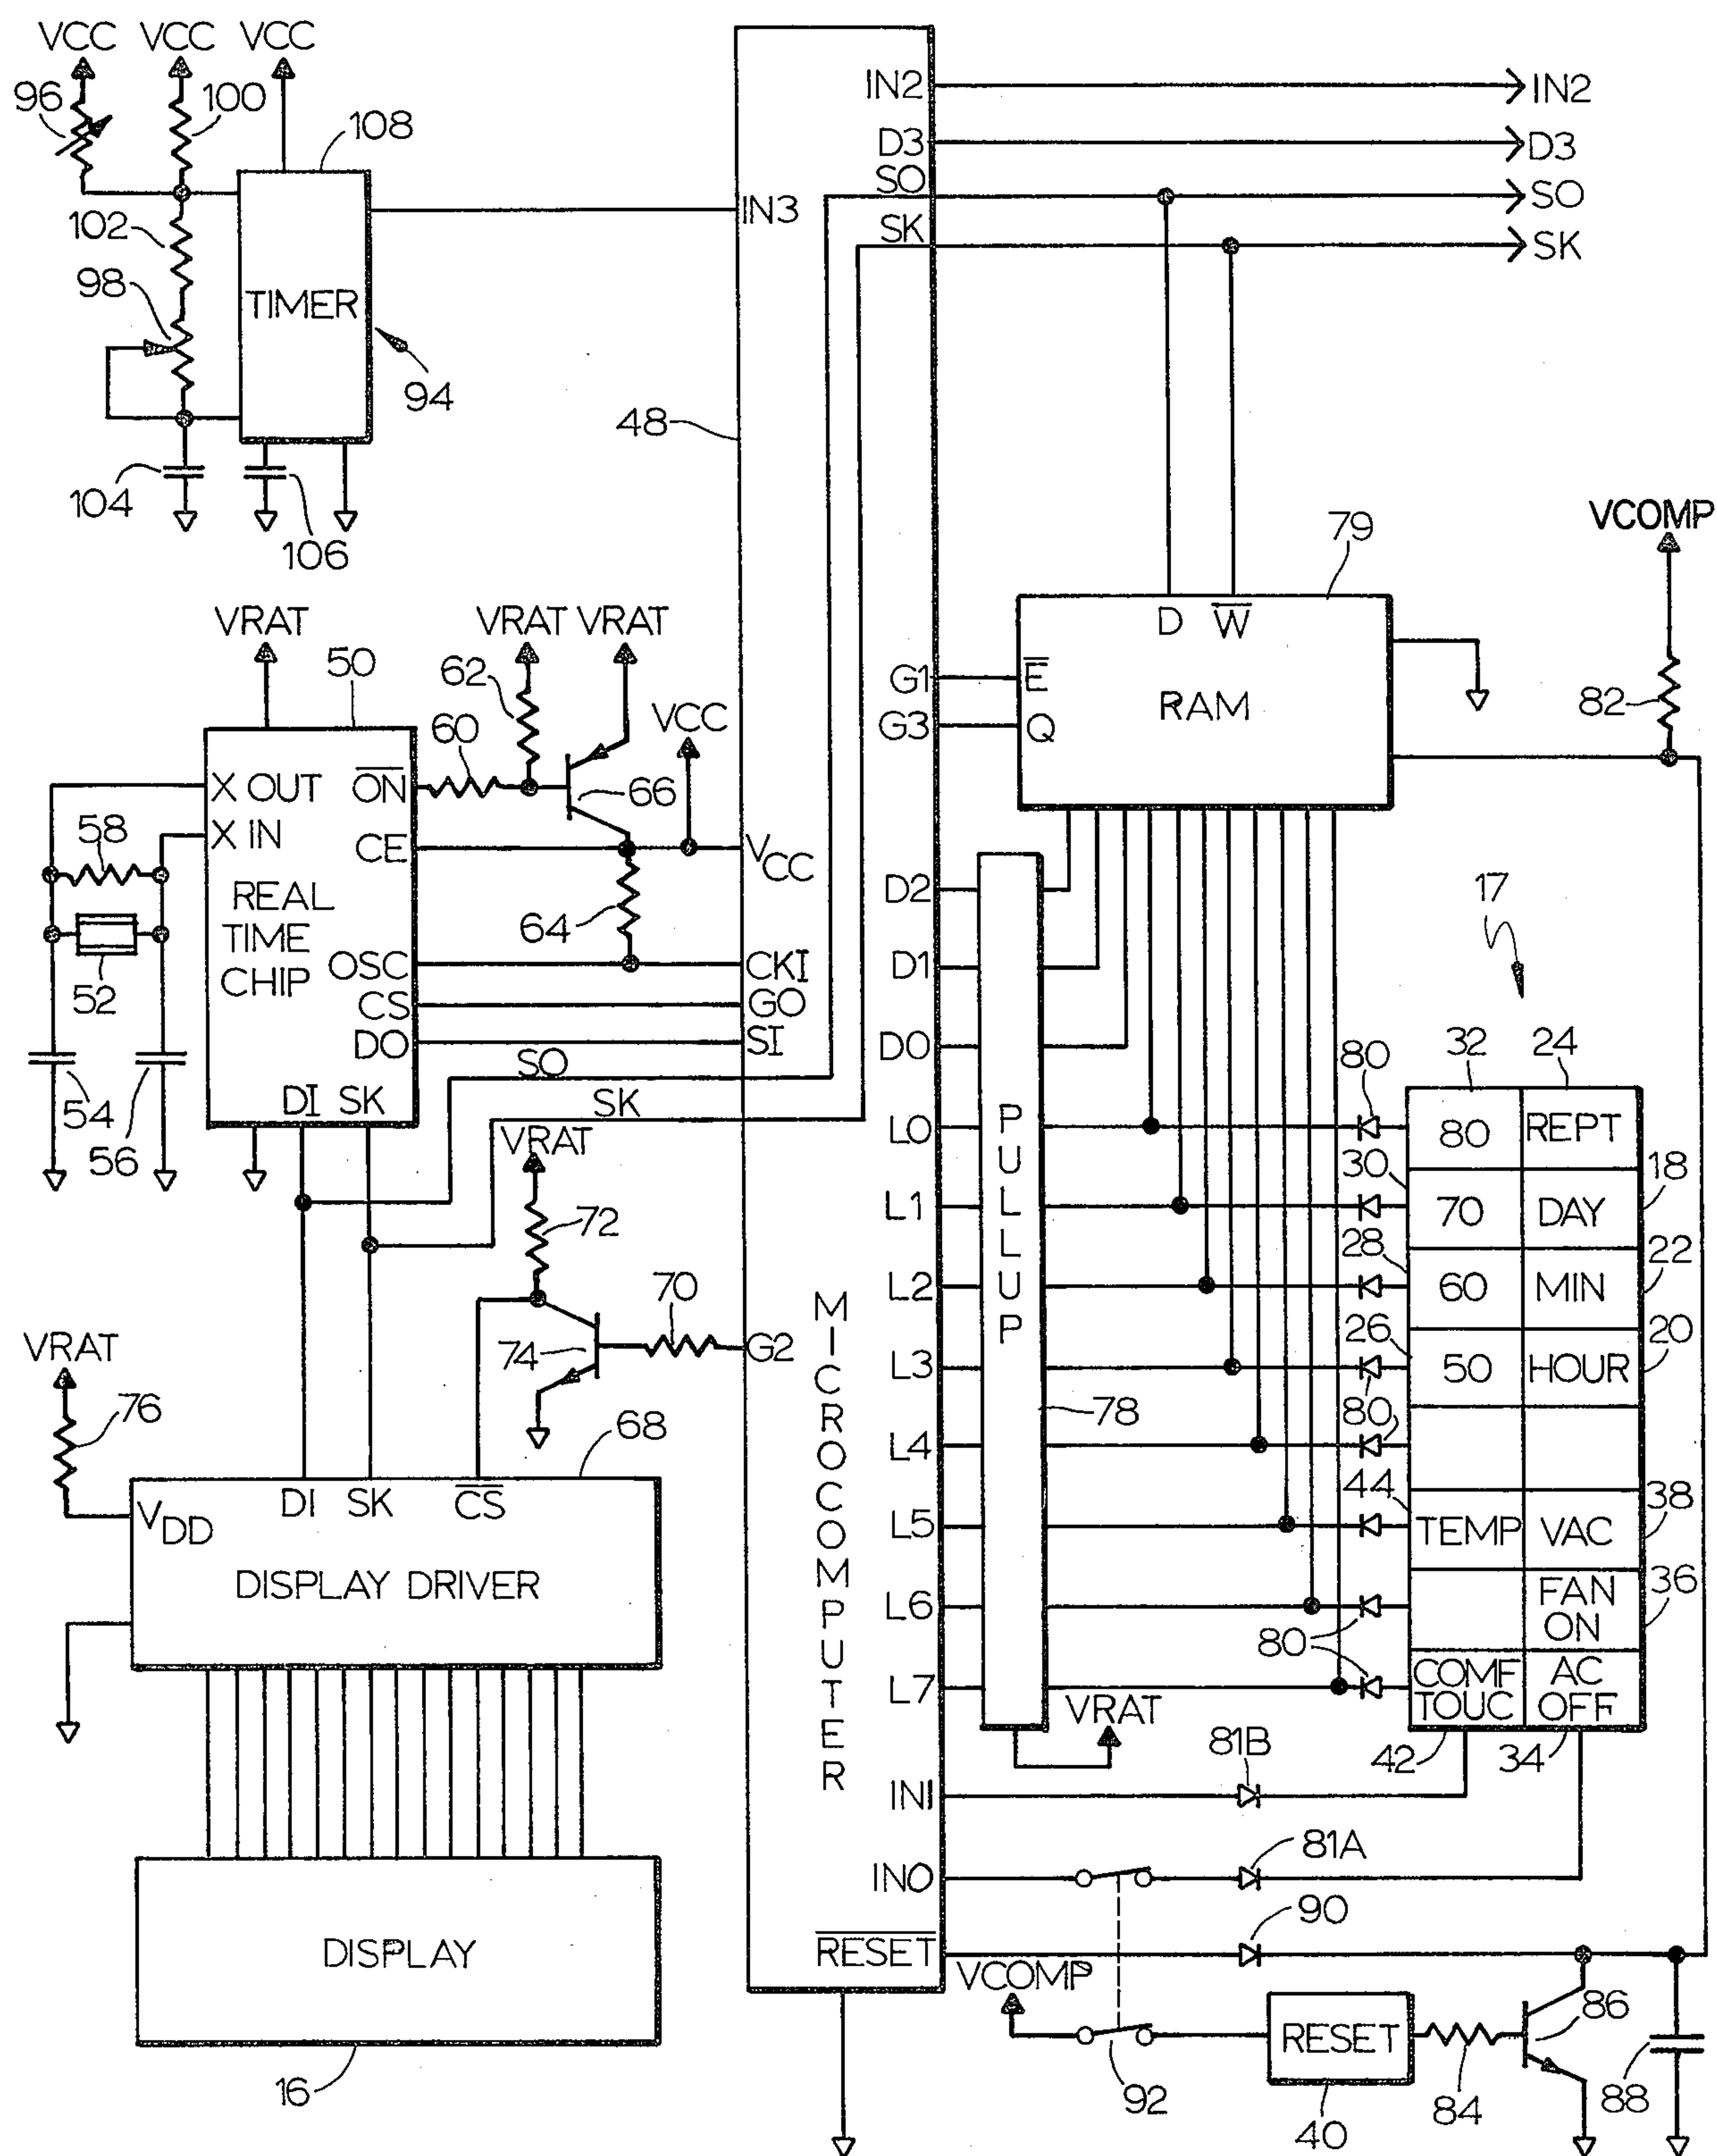 VCC VCC VCC
96
100
108
IN2
IN2
D3
D3
SO
SO
IN3
SK
SK
102
98
TIMER
94
48
104
106
VCOMP
79
D W
VRAT
VRAT VRAT
50
62
G1
E
RAM
82
VCC
60
G3
Q
X OUT
ON
66
X IN
58
CE
VCC
D2
17
REAL
TIME
CHIP
64
52
OSC
CKI
D1
CS
GO
DO
SI
D0
SO
32
24
54
56
DI SK
SK
80
VRAT
L0
80
REPT
30
18
72
L1
70
DAY
28
22
L2
60
MIN
70
PULLUP
VRAT
74
G2
26
20
L3
50
HOUR
76
MICROCOMPUTER
78
80
68
L4
44
38
VDD
DI SK CS
L5
TEMP
VAC
DISPLAY DRIVER
36
L6
FAN
ON
80
L7
COMF
TOUC
AC
OFF
VRAT
81B
42
34
IN1
81A
IN0
90
DISPLAY
RESET
VCOMP
86
RESET
16
92
40
84
88